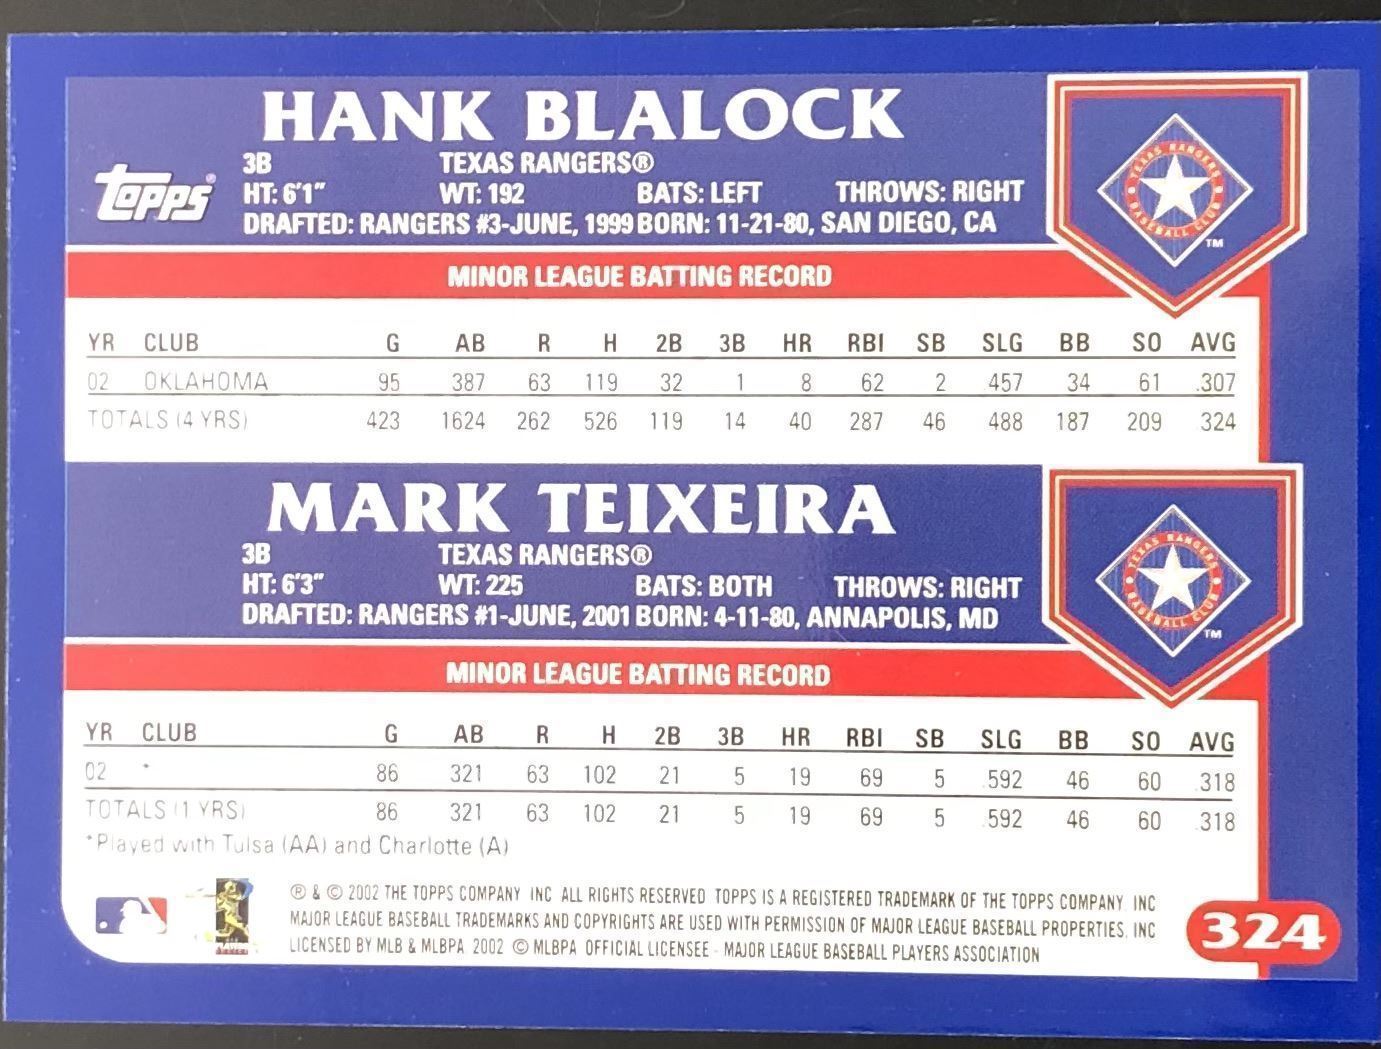 HANK BLALOCK
Topps
3B TEXAS RANGERS®
HT: 6'1" WT: 192 BATS: LEFT THROWS: RIGHT
DRAFTED: RANGERS #3-JUNE, 1999 BORN: 11-21-80, SAN DIEGO, CA
TEXAS RANGERS BASEBALL CLUB
TM
MINOR LEAGUE BATTING RECORD
YR CLUB G AB R H 2B 3B HR RBI SB SLG BB SO AVG
02 OKLAHOMA 95 387 63 119 32 1 8 62 2 .457 34 61 .307
TOTALS (4 YRS) 423 1624 262 526 119 14 40 287 46 .488 187 209 .324
MARK TEIXEIRA
3B TEXAS RANGERS®
HT: 6'3" WT: 225 BATS: BOTH THROWS: RIGHT
DRAFTED: RANGERS #1-JUNE, 2001 BORN: 4-11-80, ANNAPOLIS, MD
TEXAS RANGERS BASEBALL CLUB
TM
MINOR LEAGUE BATTING RECORD
YR CLUB G AB R H 2B 3B HR RBI SB SLG BB SO AVG
02 * 86 321 63 102 21 5 19 69 5 .592 46 60 .318
TOTALS (1 YRS) 86 321 63 102 21 5 19 69 5 .592 46 60 .318
*Played with Tulsa (AA) and Charlotte (A)
® & © 2002 THE TOPPS COMPANY, INC. ALL RIGHTS RESERVED. TOPPS IS A REGISTERED TRADEMARK OF THE TOPPS COMPANY, INC.
MAJOR LEAGUE BASEBALL TRADEMARKS AND COPYRIGHTS ARE USED WITH PERMISSION OF MAJOR LEAGUE BASEBALL PROPERTIES, INC.
LICENSED BY MLB & MLBPA 2002 © MLBPA OFFICIAL LICENSEE - MAJOR LEAGUE BASEBALL PLAYERS ASSOCIATION
324